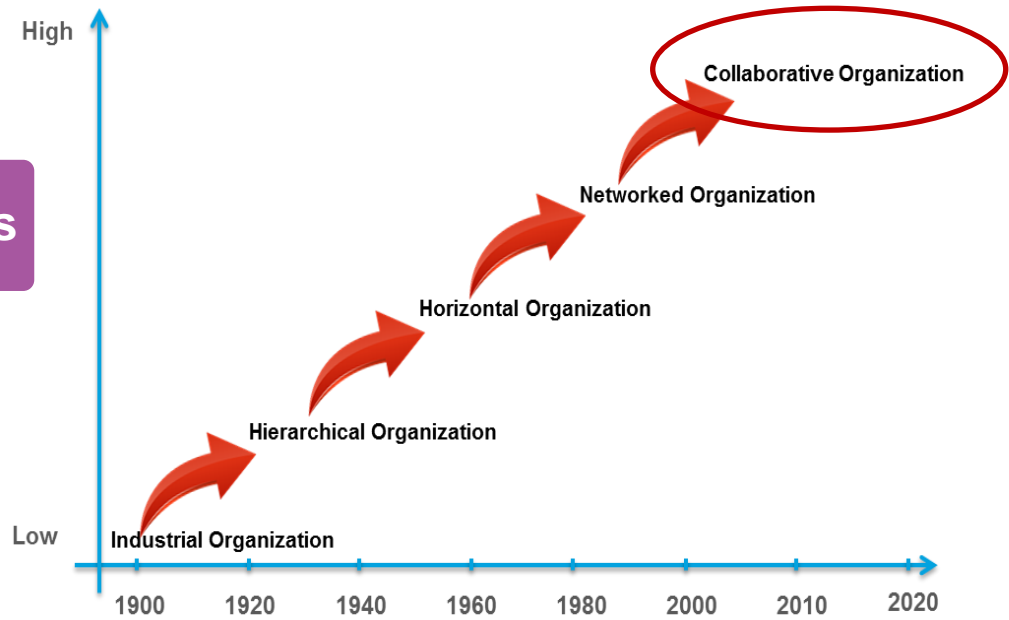 High
Collaborative Organization
Networked Organization
s
Horizontal Organization
Hierarchical Organization
Low
Industrial Organization
1900 1920 1940 1960 1980 2000 2010 2020